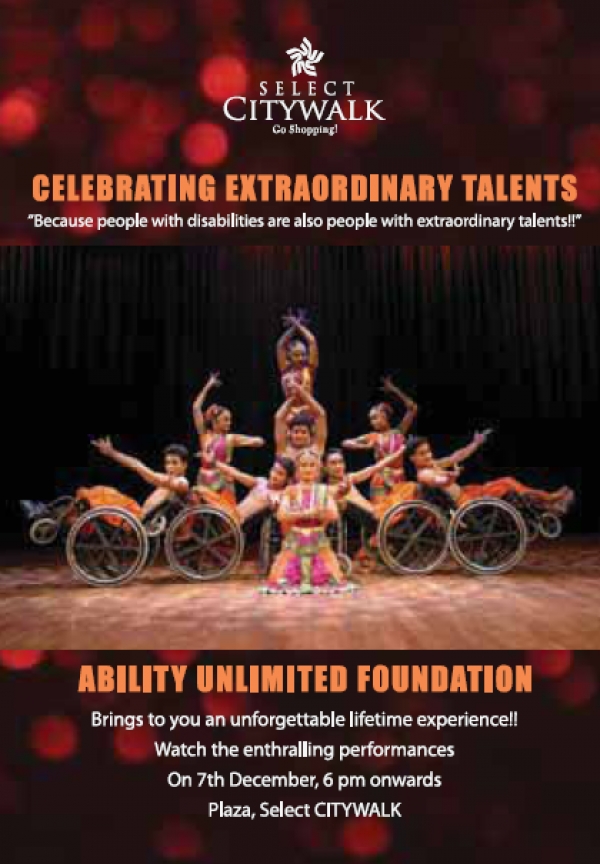 SELECT
CITYWALK
Go Shopping!
CELEBRATING EXTRAORDINARY TALENTS
"Because people with disabilities are also people with extraordinary talents!!"
ABILITY UNLIMITED FOUNDATION
Brings to you an unforgettable lifetime experience!!
Watch the enthralling performances
On 7th December, 6 pm onwards
Plaza, Select CITYWALK